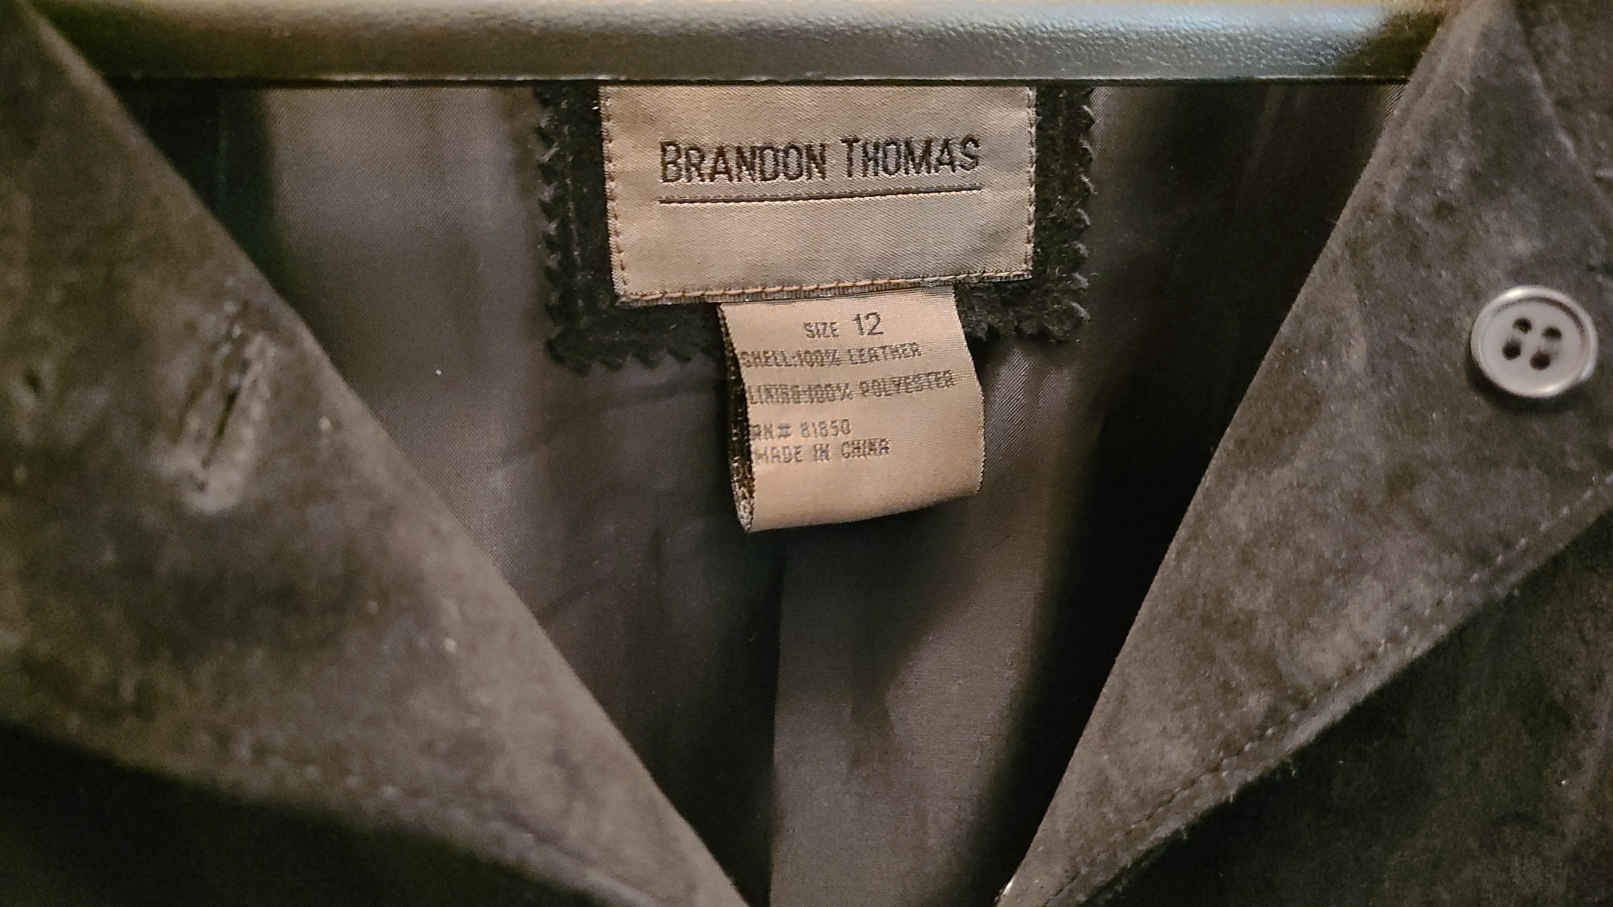 BRANDON THOMAS
SIZE 12
SHELL:100% LEATHER
LINING:100% POLYESTER
RN# 81850
MADE IN CHINA